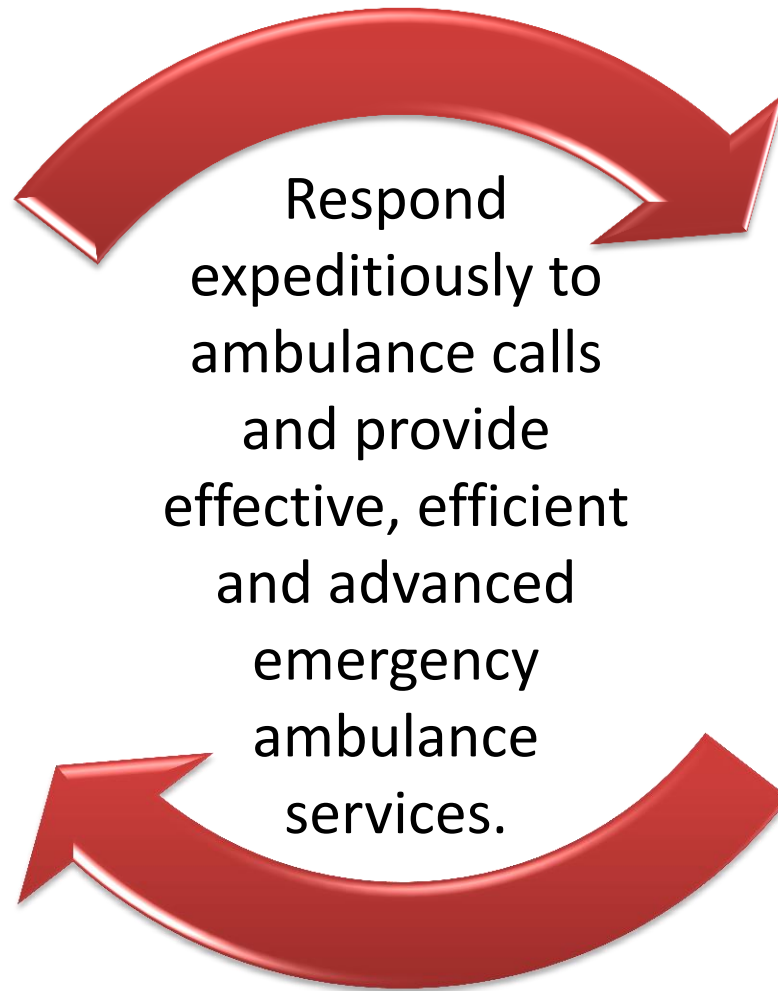 Respond
expeditiously to
ambulance calls
and provide
effective, efficient
and advanced
emergency
ambulance
services.